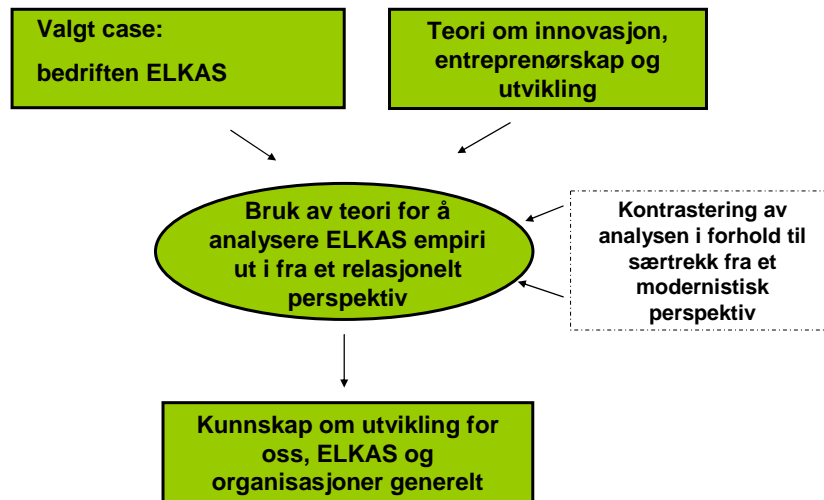 Valgt case:
bedriften ELKAS
Teori om innovasjon,
entreprenørskap og
utvikling
Bruk av teori for å
analysere ELKAS empiri
ut i fra et relasjonelt
perspektiv
Kontrastering av
analysen i forhold til
særtrekk fra et
modernistisk
perspektiv
Kunnskap om utvikling for
oss, ELKAS og
organisasjoner generelt